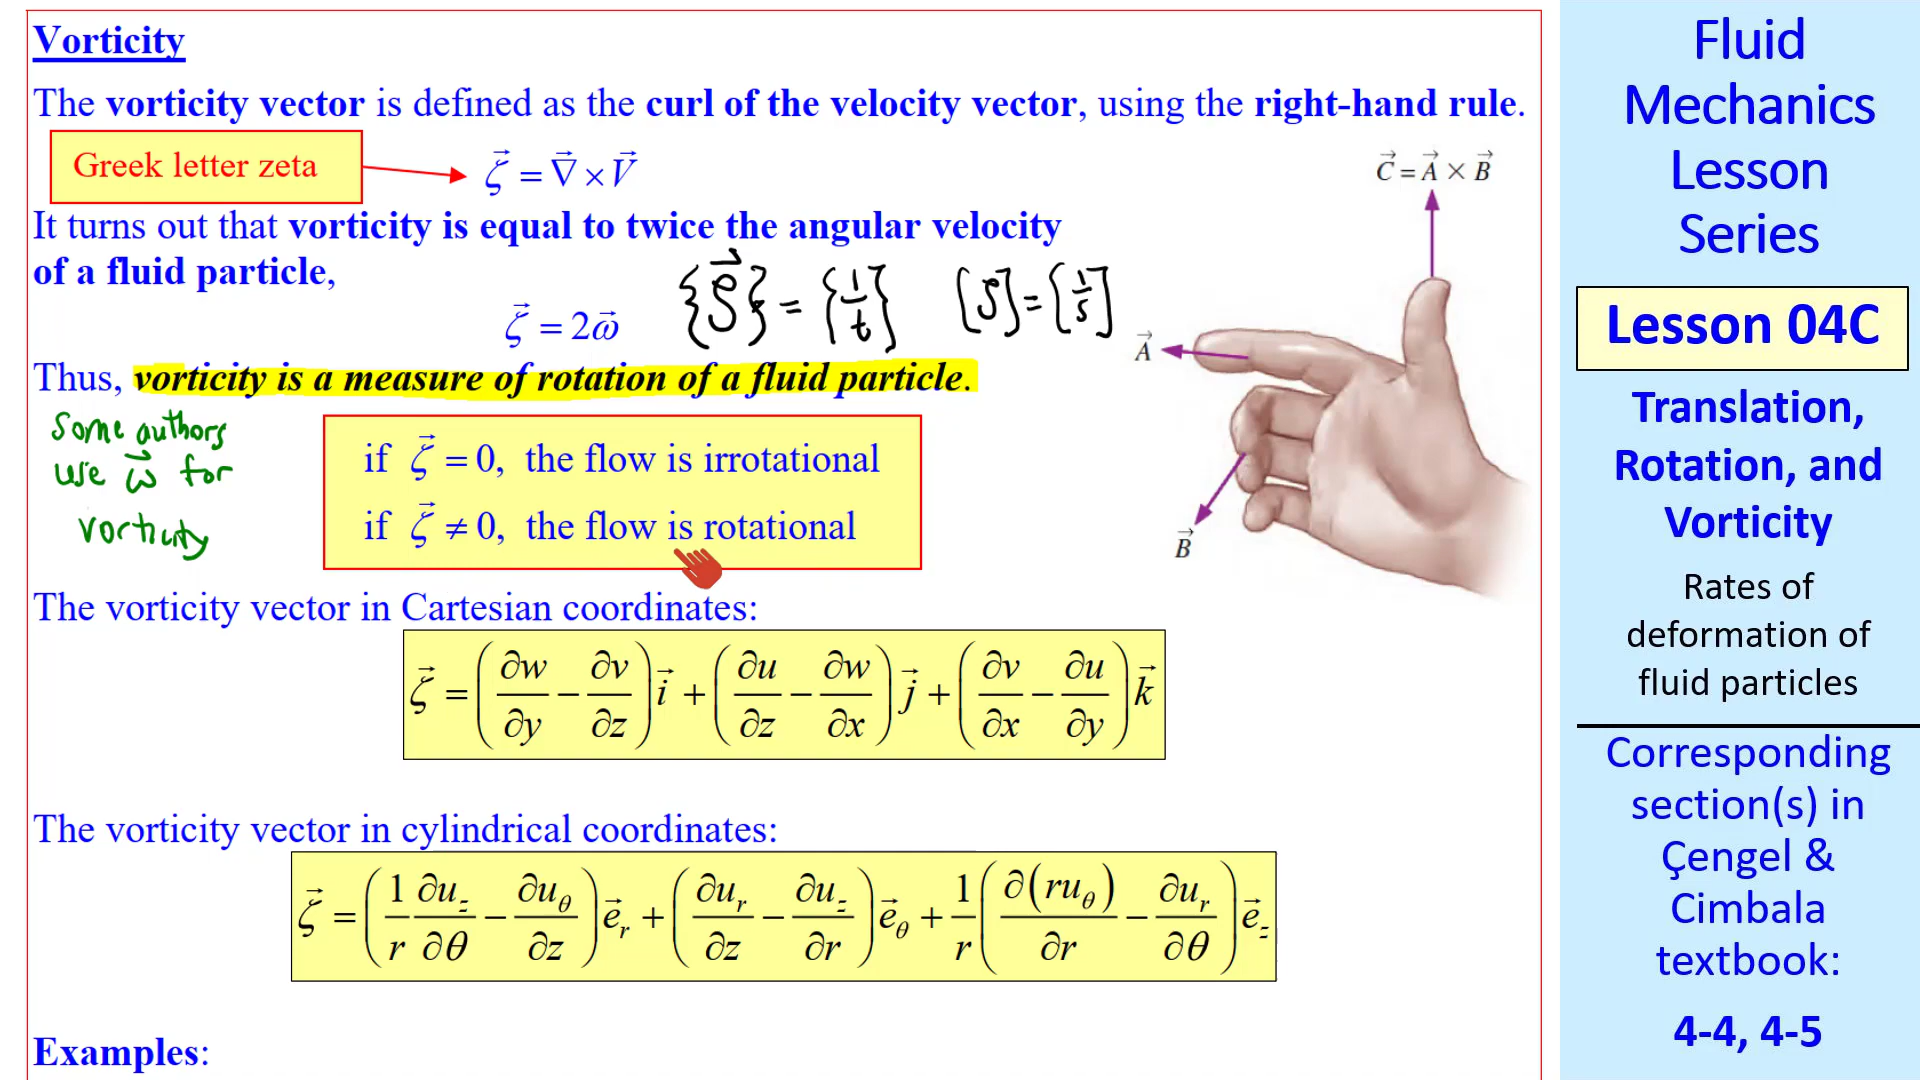 Vorticity
The vorticity vector is defined as the curl of the velocity vector, using the right-hand rule.
Greek letter zeta
ζ⃗ = ∇⃗ × V⃗
C⃗ = A⃗ × B⃗
It turns out that vorticity is equal to twice the angular velocity
of a fluid particle,
ζ⃗ = 2ω⃗
{ζ⃗} = {1/t} [ζ] = [1/s]
A⃗
Thus, vorticity is a measure of rotation of a fluid particle.
Some authors
use ω⃗ for
vorticity
if ζ⃗ = 0, the flow is irrotational
if ζ⃗ ≠ 0, the flow is rotational
B⃗
The vorticity vector in Cartesian coordinates:
ζ⃗ = (∂w/∂y − ∂v/∂z) i⃗ + (∂u/∂z − ∂w/∂x) j⃗ + (∂v/∂x − ∂u/∂y) k⃗
The vorticity vector in cylindrical coordinates:
ζ⃗ = (1/r ∂u_z/∂θ − ∂u_θ/∂z) e⃗_r + (∂u_r/∂z − ∂u_z/∂r) e⃗_θ + 1/r (∂(ru_θ)/∂r − ∂u_r/∂θ) e⃗_z
Examples:
Fluid
Mechanics
Lesson
Series
Lesson 04C
Translation,
Rotation, and
Vorticity
Rates of
deformation of
fluid particles
Corresponding
section(s) in
Çengel &
Cimbala
textbook:
4-4, 4-5